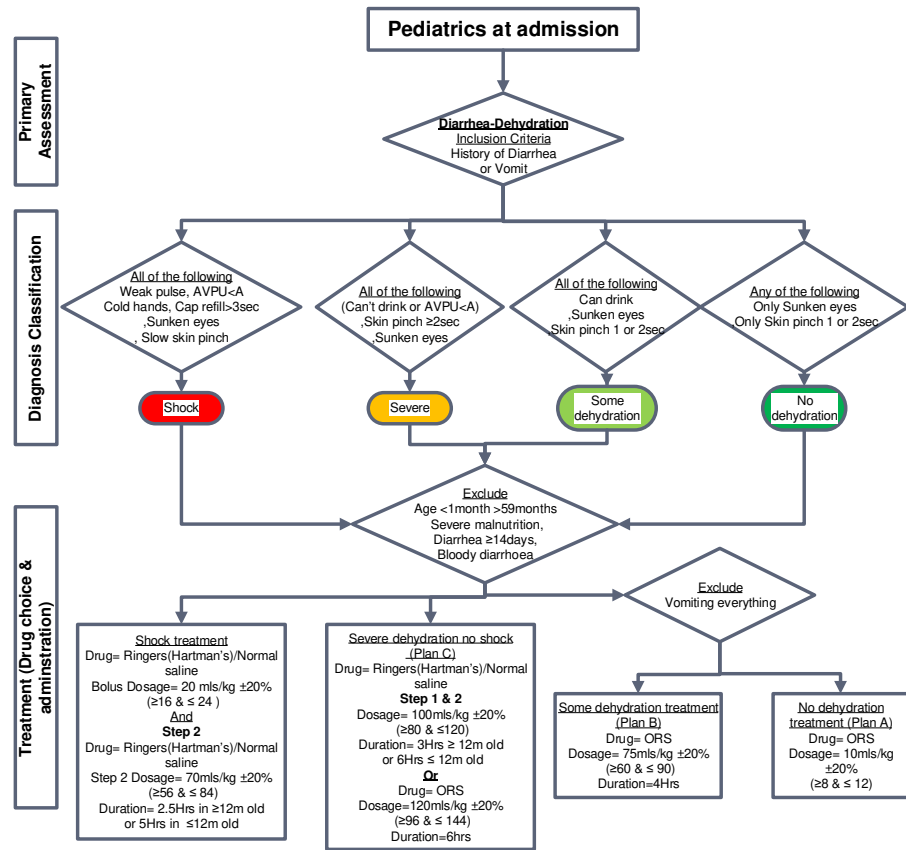 Pediatrics at admission
Primary
Assessment
Diarrhea-Dehydration
Inclusion Criteria
History of Diarrhea
or Vomit
Diagnosis Classification
All of the following
Weak pulse, AVPU<A
Cold hands, Cap refill>3sec
,Sunken eyes
, Slow skin pinch
All of the following
(Can't drink or AVPU<A)
,Skin pinch ≥2sec
,Sunken eyes
All of the following
Can drink
,Sunken eyes
,Skin pinch 1 or 2sec
Any of the following
Only Sunken eyes
,Only Skin pinch 1 or 2sec
Shock
Severe
Some
dehydration
No
dehydration
Treatment (Drug choice &
adminstration)
Exclude
Age <1month >59months
Severe malnutrition,
Diarrhea ≥14days,
Bloody diarrhoea
Exclude
Vomiting everything
Shock treatment
Drug= Ringers(Hartman's)/Normal
saline
Bolus Dosage= 20 mls/kg ±20%
(≥16 & ≤ 24 )
And
Step 2
Drug= Ringers(Hartman's)/Normal
saline
Step 2 Dosage= 70mls/kg ±20%
(≥56 & ≤ 84)
Duration= 2.5Hrs in ≥12m old
or 5Hrs in ≤12m old
Severe dehydration no shock
(Plan C)
Drug= Ringers(Hartman's)/Normal
saline
Step 1 & 2
Dosage= 100mls/kg ±20%
(≥80 & ≤120)
Duration= 3Hrs ≥ 12m old
or 6Hrs ≤ 12m old
Or
Drug= ORS
Dosage=120mls/kg ±20%
(≥96 & ≤ 144)
Duration=6hrs
Some dehydration treatment
(Plan B)
Drug= ORS
Dosage= 75mls/kg ±20%
(≥60 & ≤ 90)
Duration=4Hrs
No dehydration
treatment (Plan A)
Drug= ORS
Dosage= 10mls/kg
±20%
(≥8 & ≤ 12)